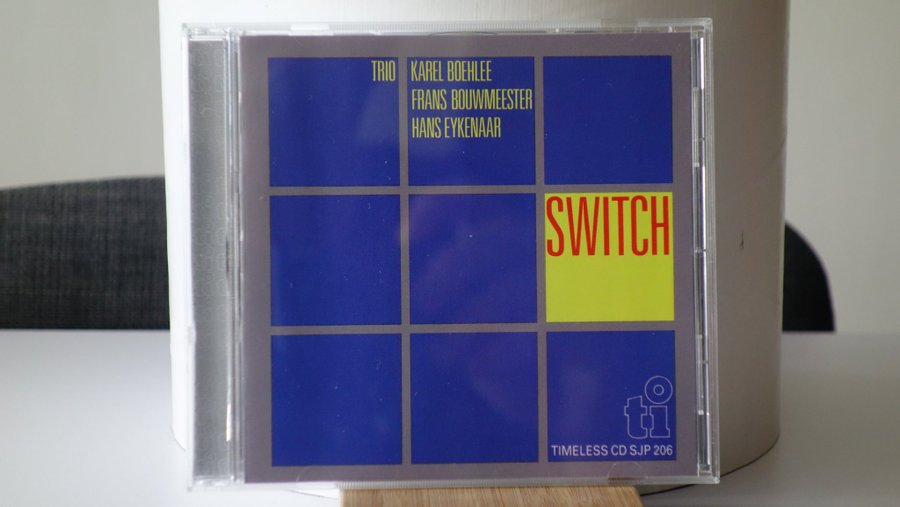 TRIO KAREL BOEHLEE
FRANS BOUWMEESTER
HANS EYKENAAR
SWITCH
ti
TIMELESS CD SJP 206